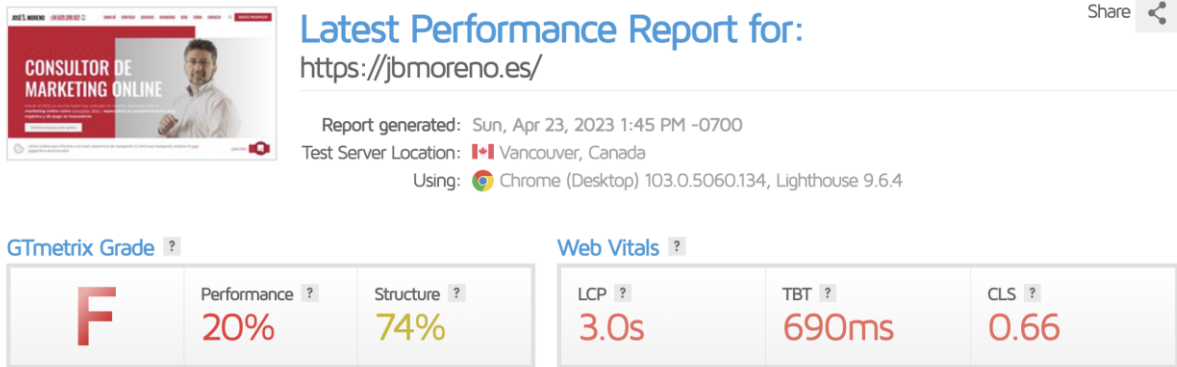 Share
Latest Performance Report for:
https://jbmoreno.es/
CONSULTOR DE
MARKETING ONLINE
Report generated: Sun, Apr 23, 2023 1:45 PM -0700
Test Server Location: Vancouver, Canada
Using: Chrome (Desktop) 103.0.5060.134, Lighthouse 9.6.4
GTmetrix Grade ?
Web Vitals ?
F
Performance ?
20%
Structure ?
74%
LCP ?
3.0s
TBT ?
690ms
CLS ?
0.66